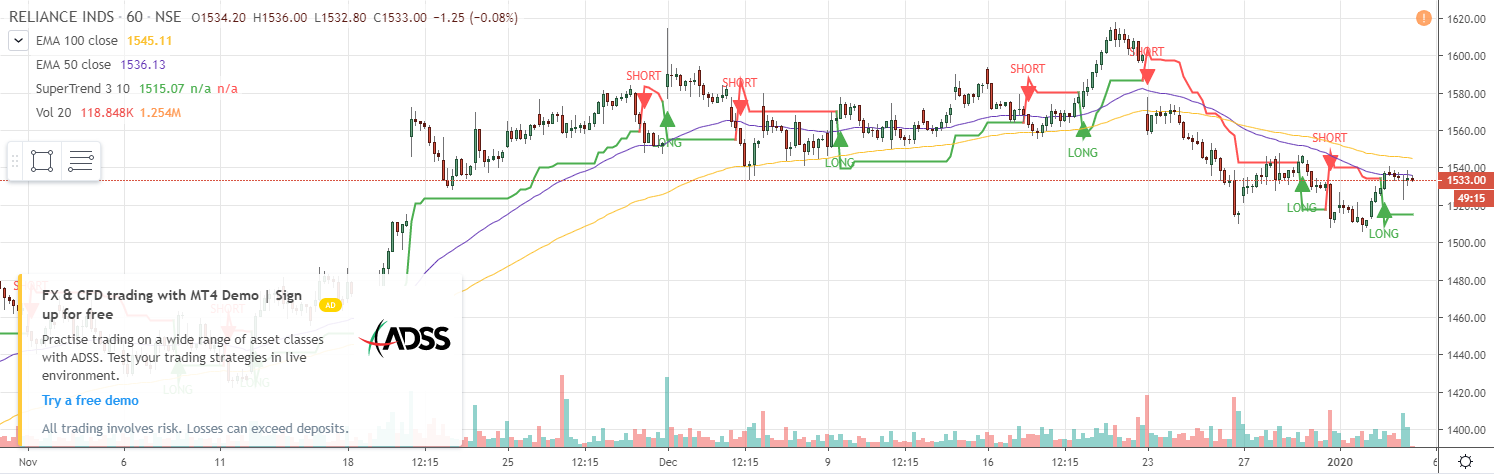 RELIANCE INDS · 60 · NSE O1534.20 H1536.00 L1532.80 C1533.00 −1.25 (−0.08%)
EMA 100 close 1545.11
EMA 50 close 1536.13
SuperTrend 3 10 1515.07 n/a n/a
Vol 20 118.848K 1.254M
SHORT
SHORT
SHORT
SHORT
SHORT
LONG
LONG
LONG
LONG
LONG
1620.00
1600.00
1580.00
1560.00
1540.00
1533.00
49:15
1520.00
1500.00
1480.00
1460.00
1440.00
1420.00
1400.00
FX & CFD trading with MT4 Demo | Sign
up for free
AD
Practise trading on a wide range of asset classes
with ADSS. Test your trading strategies in live
environment.
Try a free demo
All trading involves risk. Losses can exceed deposits.
ADSS
SHORT
LONG
LONG
Nov 6 11 18 12:15 25 12:15 Dec 12:15 9 12:15 16 12:15 23 27 2020 6